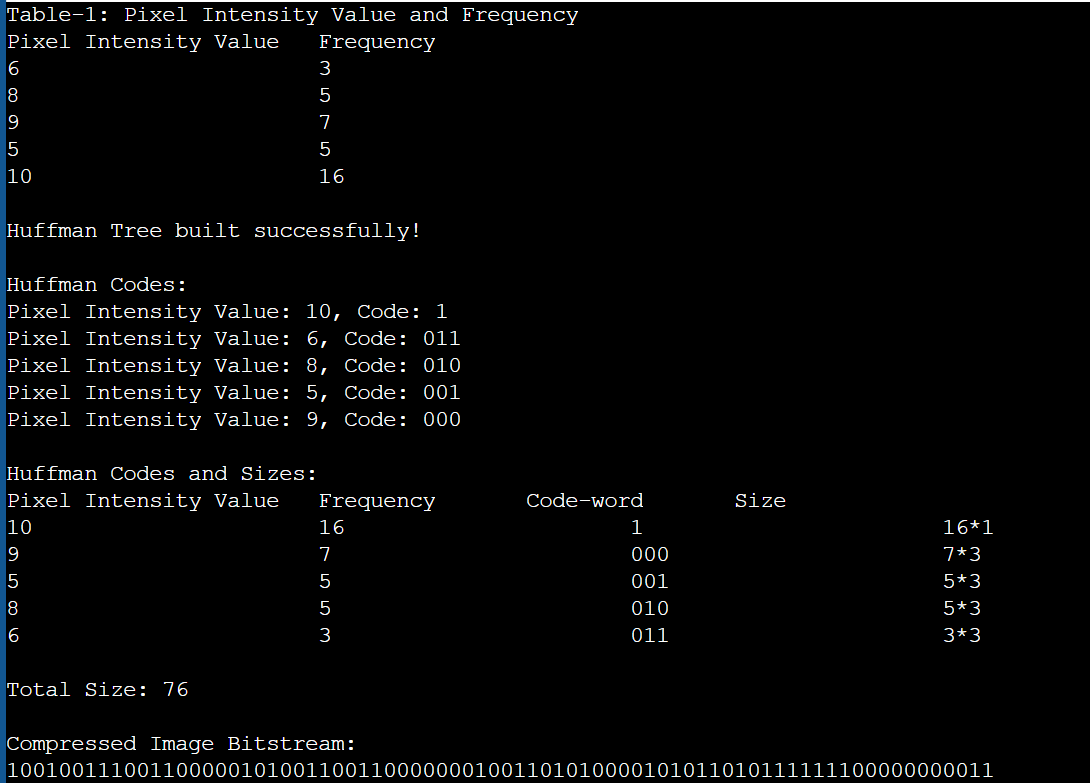 Table-1: Pixel Intensity Value and Frequency
Pixel Intensity Value Frequency
6 3
8 5
9 7
5 5
10 16
Huffman Tree built successfully!
Huffman Codes:
Pixel Intensity Value: 10, Code: 1
Pixel Intensity Value: 6, Code: 011
Pixel Intensity Value: 8, Code: 010
Pixel Intensity Value: 5, Code: 001
Pixel Intensity Value: 9, Code: 000
Huffman Codes and Sizes:
Pixel Intensity Value Frequency Code-word Size
10 16 1 16*1
9 7 000 7*3
5 5 001 5*3
8 5 010 5*3
6 3 011 3*3
Total Size: 76
Compressed Image Bitstream:
1001001110011000001010011001100000001001101010000101011010111111100000000011